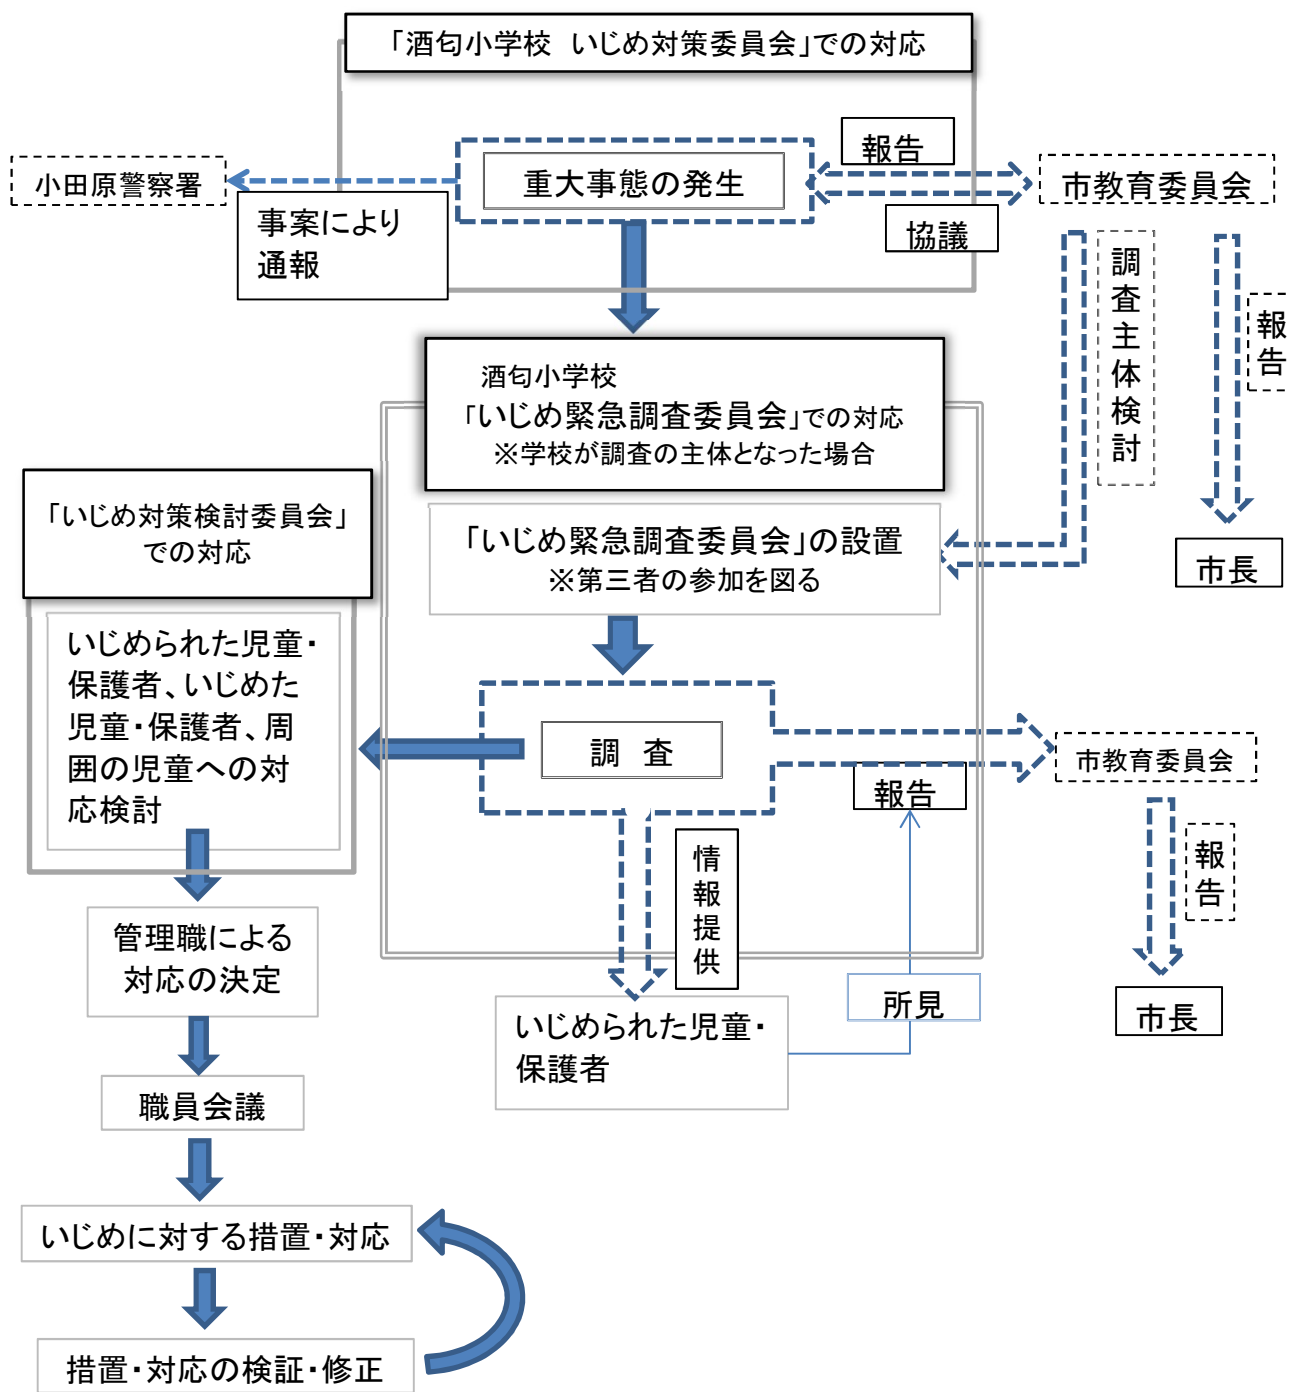 「酒匂小学校　いじめ対策委員会」での対応
報告
小田原警察署
重大事態の発生
市教育委員会
事案により
通報
協議
調査主体検討
報告
酒匂小学校
「いじめ緊急調査委員会」での対応
※学校が調査の主体となった場合
「いじめ対策検討委員会」
での対応
「いじめ緊急調査委員会」の設置
※第三者の参加を図る
市長
いじめられた児童・
保護者、いじめた
児童・保護者、周
囲の児童への対
応検討
調　査
市教育委員会
報告
情報提供
報告
管理職による
対応の決定
所見
市長
いじめられた児童・
保護者
職員会議
いじめに対する措置・対応
措置・対応の検証・修正